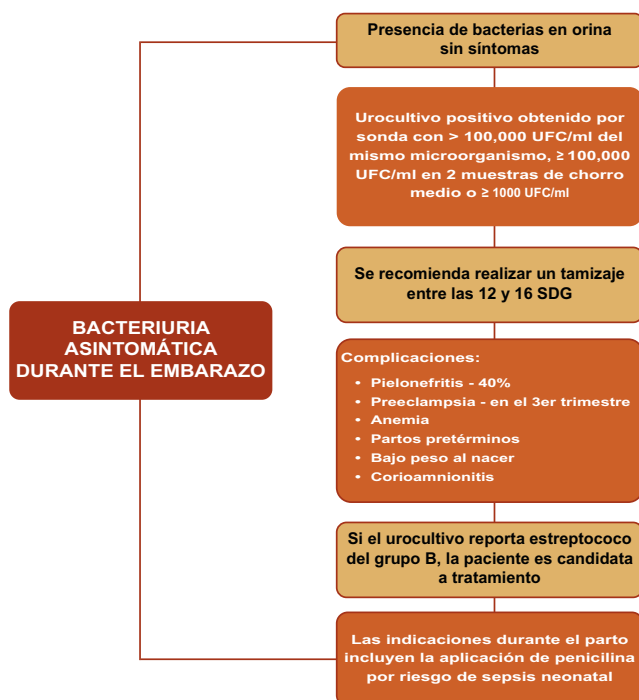 Presencia de bacterias en orina
sin síntomas
Urocultivo positivo obtenido por
sonda con > 100,000 UFC/ml del
mismo microorganismo, ≥ 100,000
UFC/ml en 2 muestras de chorro
medio o ≥ 1000 UFC/ml
Se recomienda realizar un tamizaje
entre las 12 y 16 SDG
BACTERIURIA
ASINTOMÁTICA
DURANTE EL EMBARAZO
Complicaciones:
• Pielonefritis - 40%
• Preeclampsia - en el 3er trimestre
• Anemia
• Partos pretérminos
• Bajo peso al nacer
• Corioamnionitis
Si el urocultivo reporta estreptococo
del grupo B, la paciente es candidata
a tratamiento
Las indicaciones durante el parto
incluyen la aplicación de penicilina
por riesgo de sepsis neonatal